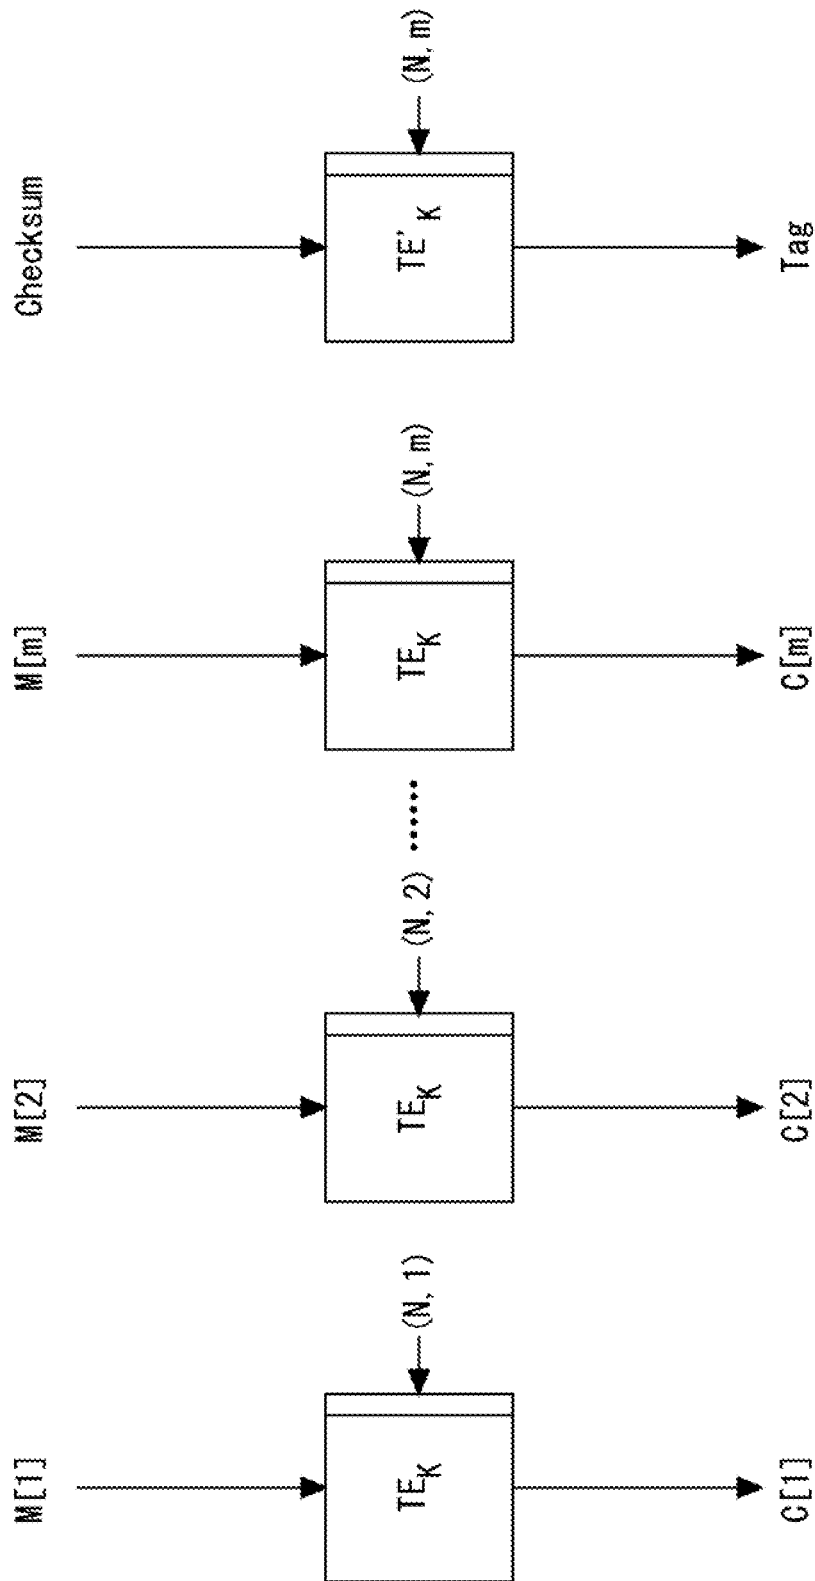 M[1] M[2] M[m] Checksum
TE_K (N, 1) TE_K (N, 2) ...... TE_K (N, m) TE'_K (N, m)
C[1] C[2] C[m] Tag